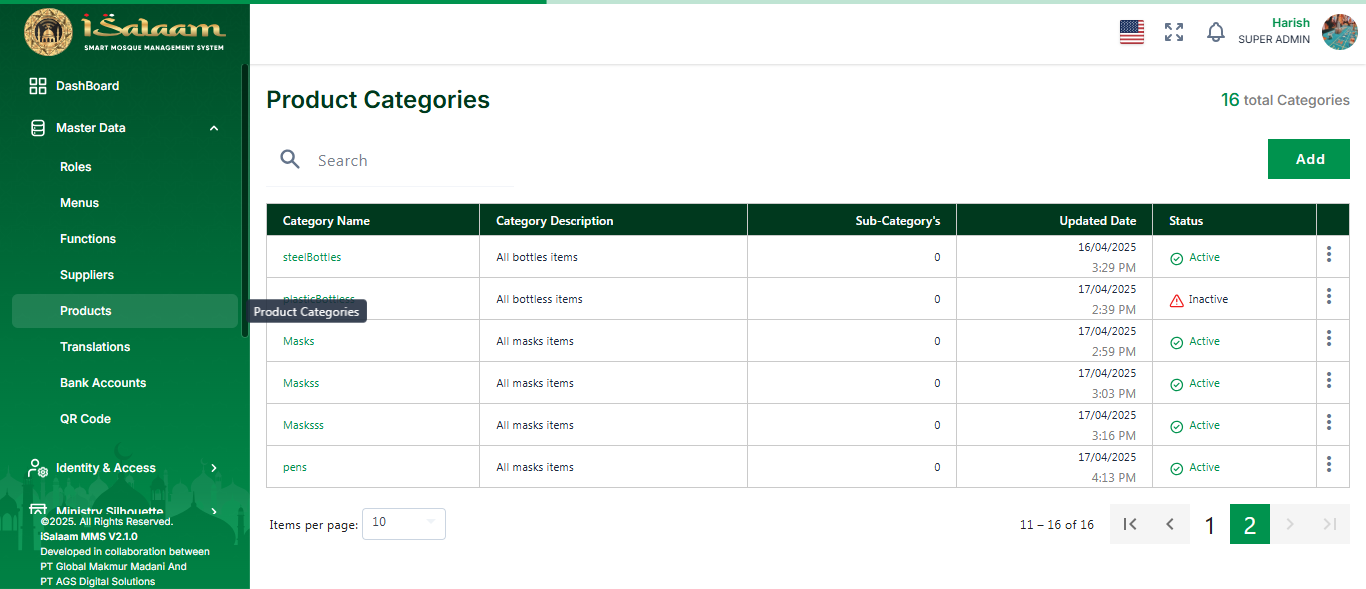 iSalaam
SMART MOSQUE MANAGEMENT SYSTEM
Harish
SUPER ADMIN
DashBoard
Master Data
Roles
Menus
Functions
Suppliers
Products
Translations
Bank Accounts
QR Code
Identity & Access
Ministry Silhouette
©2025. All Rights Reserved.
iSalaam MMS V2.1.0
Developed in collaboration between
PT Global Makmur Madani And
PT AGS Digital Solutions
Product Categories
16 total Categories
Search
Add
Category Name Category Description Sub-Category's Updated Date Status
steelBottles All bottles items 0 16/04/2025 3:29 PM Active
plasticBottless All bottless items 0 17/04/2025 2:39 PM Inactive
Product Categories
Masks All masks items 0 17/04/2025 2:59 PM Active
Maskss All masks items 0 17/04/2025 3:03 PM Active
Masksss All masks items 0 17/04/2025 3:16 PM Active
pens All masks items 0 17/04/2025 4:13 PM Active
Items per page: 10 11 – 16 of 16 1 2